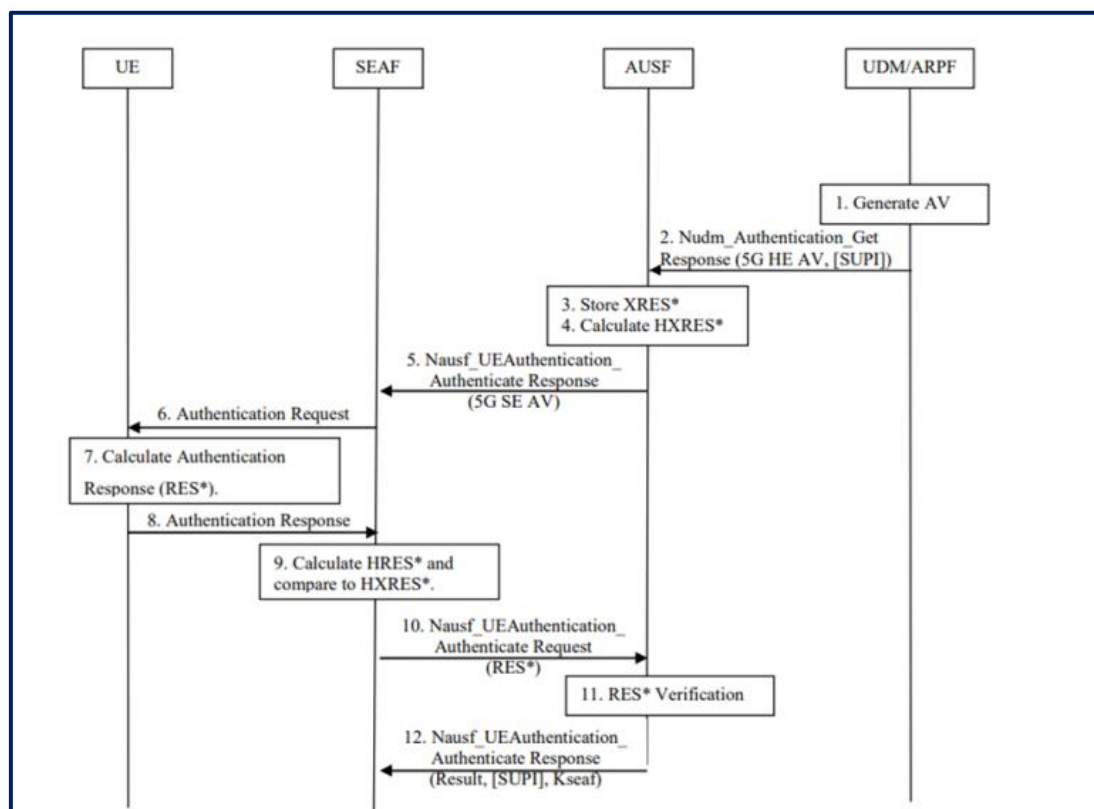 UE
SEAF
AUSF
UDM/ARPF
1. Generate AV
2. Nudm_Authentication_Get
Response (5G HE AV, [SUPI])
3. Store XRES*
4. Calculate HXRES*
5. Nausf_UEAuthentication_
Authenticate Response
(5G SE AV)
6. Authentication Request
7. Calculate Authentication
Response (RES*).
8. Authentication Response
9. Calculate HRES* and
compare to HXRES*.
10. Nausf_UEAuthentication_
Authenticate Request
(RES*)
11. RES* Verification
12. Nausf_UEAuthentication_
Authenticate Response
(Result, [SUPI], Kseaf)